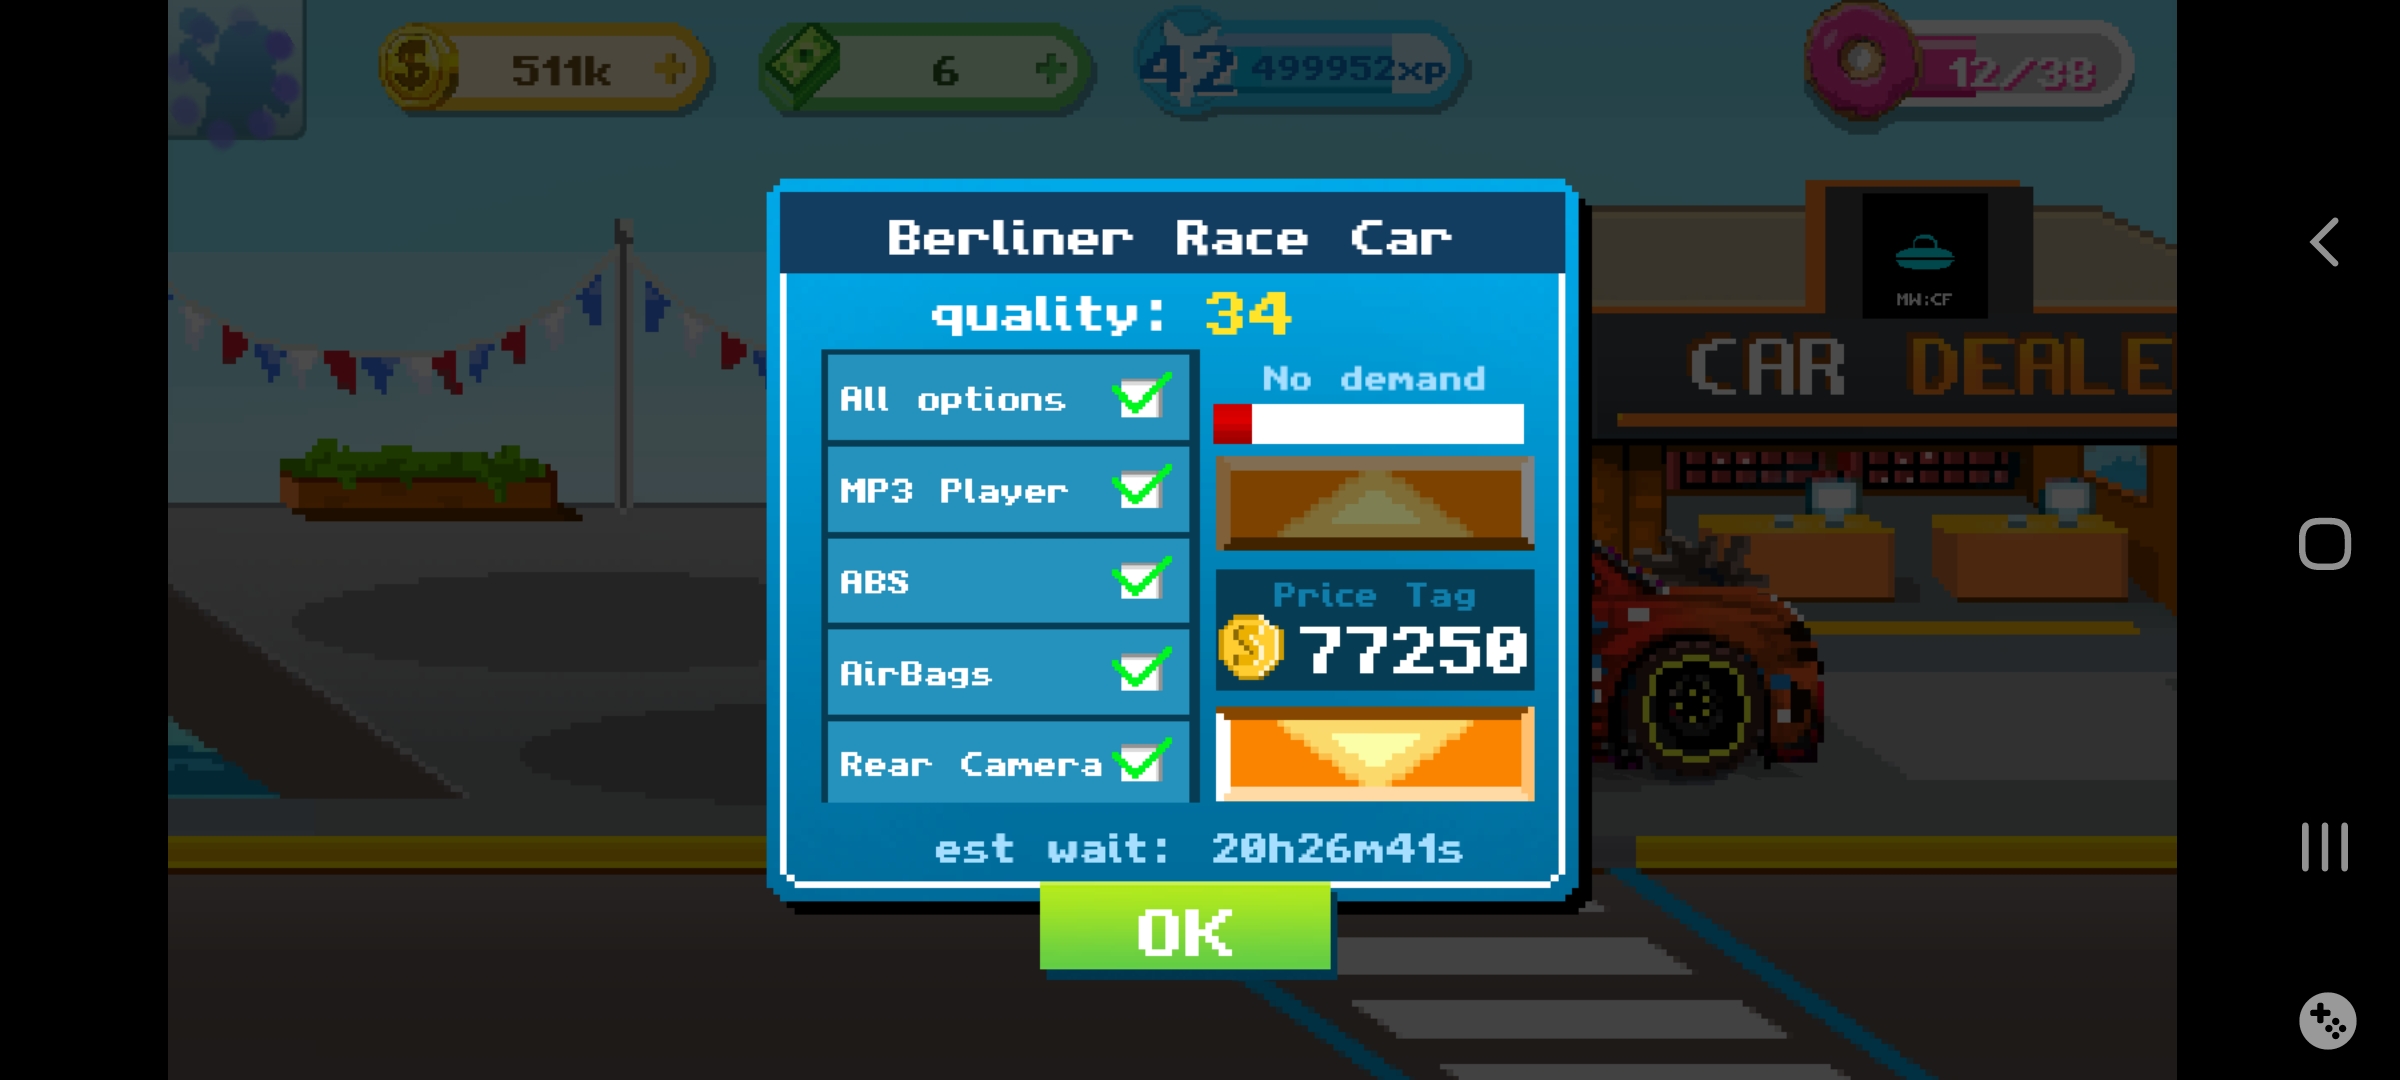 511k
6
42
499952xp
12/38
Berliner Race Car
quality: 34
All options
MP3 Player
ABS
AirBags
Rear Camera
No demand
Price Tag
77250
est wait: 20h26m41s
OK
MW:CF
CAR DEALE